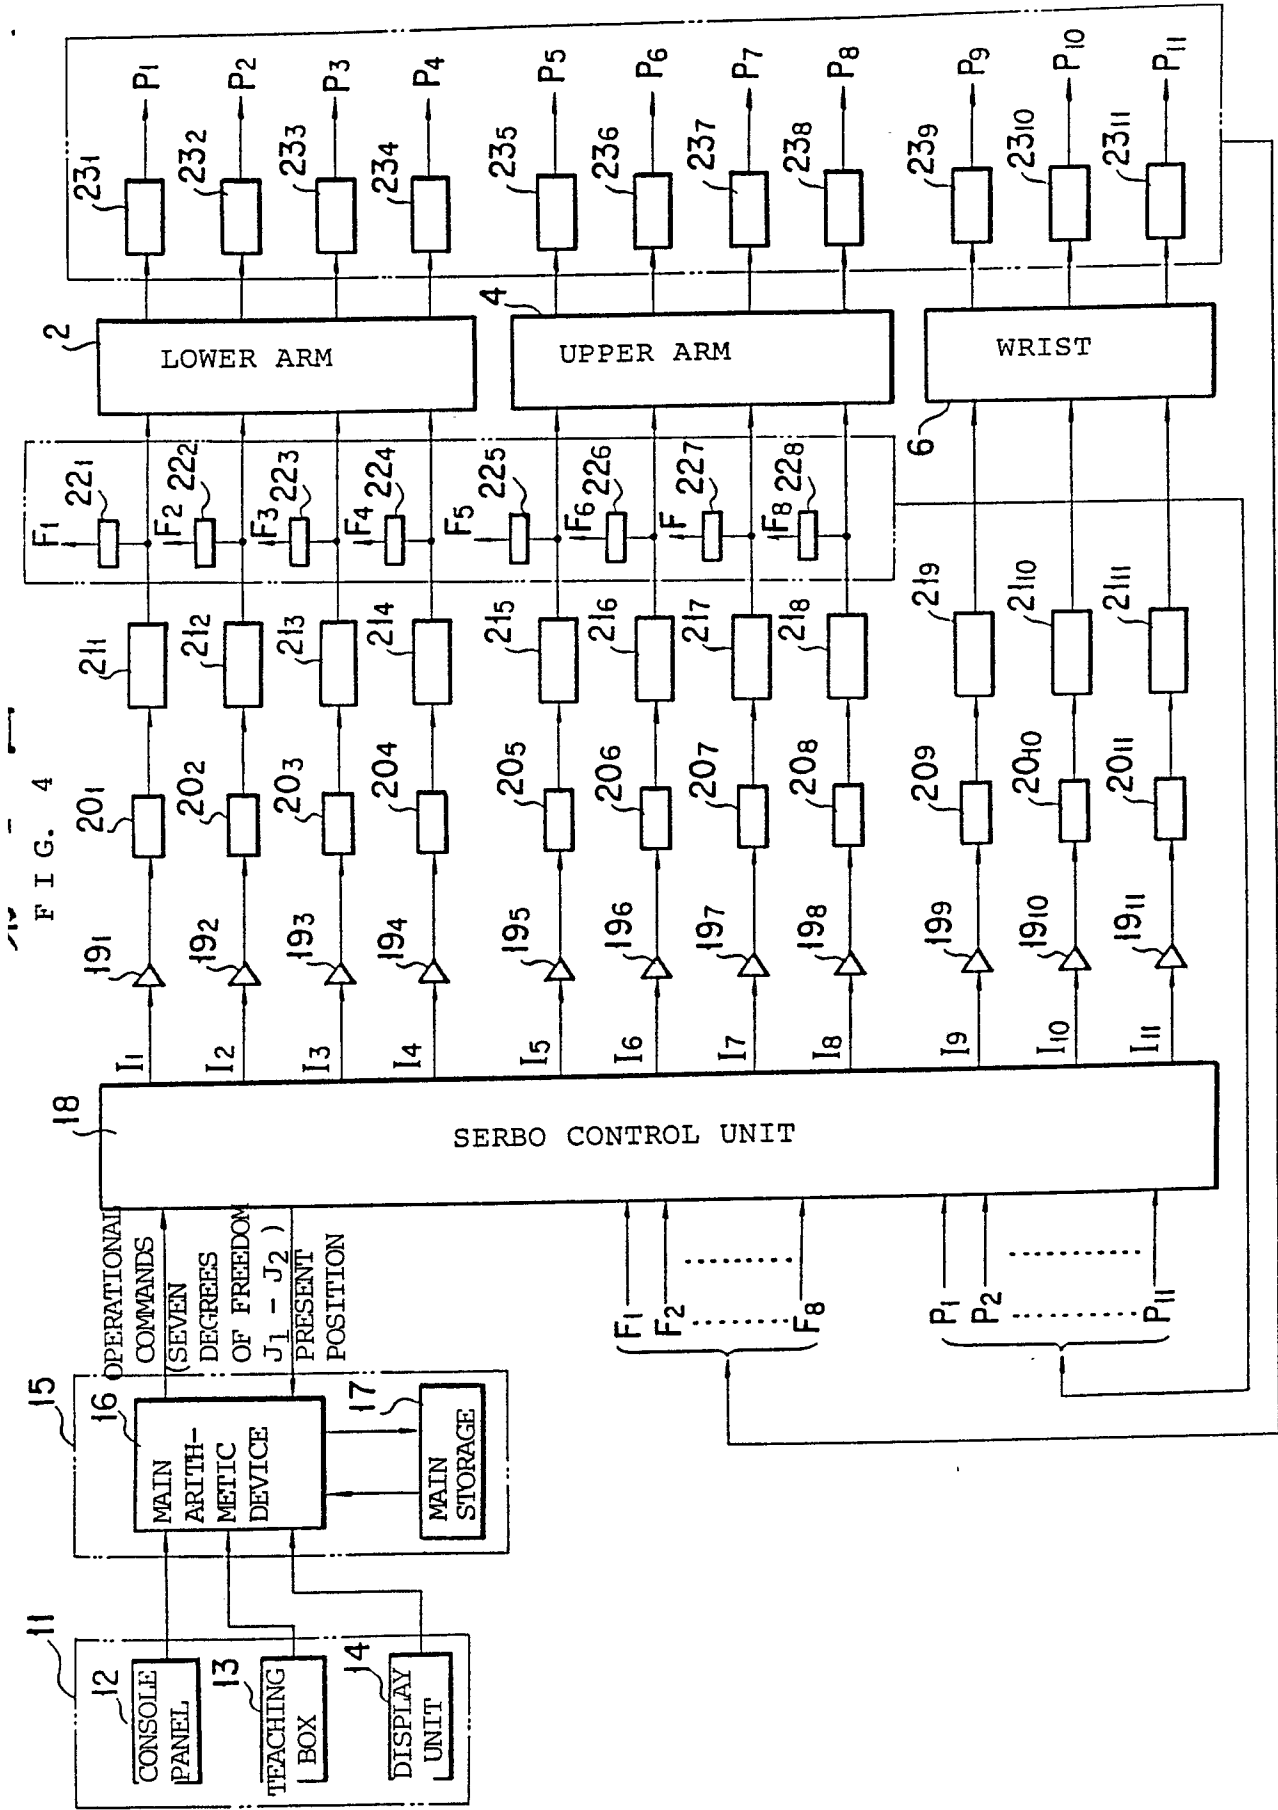 FIG. 4
11
12
CONSOLE
PANEL
13
TEACHING
BOX
14
DISPLAY
UNIT
15
16
MAIN
ARITH-
METIC
DEVICE
17
MAIN
STORAGE
OPERATIONAL
COMMANDS
(SEVEN
DEGREES
OF FREEDOM
J1 - J2 )
PRESENT
POSITION
18
SERBO CONTROL UNIT
F1
F2
F8
P1
P2
P11
I1 191 201 211 F1 221
I2 192 202 212 F2 222
I3 193 203 213 F3 223
I4 194 204 214 F4 224
I5 195 205 215 F5 225
I6 196 206 216 F6 226
I7 197 207 217 F 227
I8 198 208 218 F8 228
I9 199 209 219
I10 1910 2010 2110
I11 1911 2011 2111
2
LOWER ARM
4
UPPER ARM
6
WRIST
231 P1
232 P2
233 P3
234 P4
235 P5
236 P6
237 P7
238 P8
239 P9
2310 P10
2311 P11